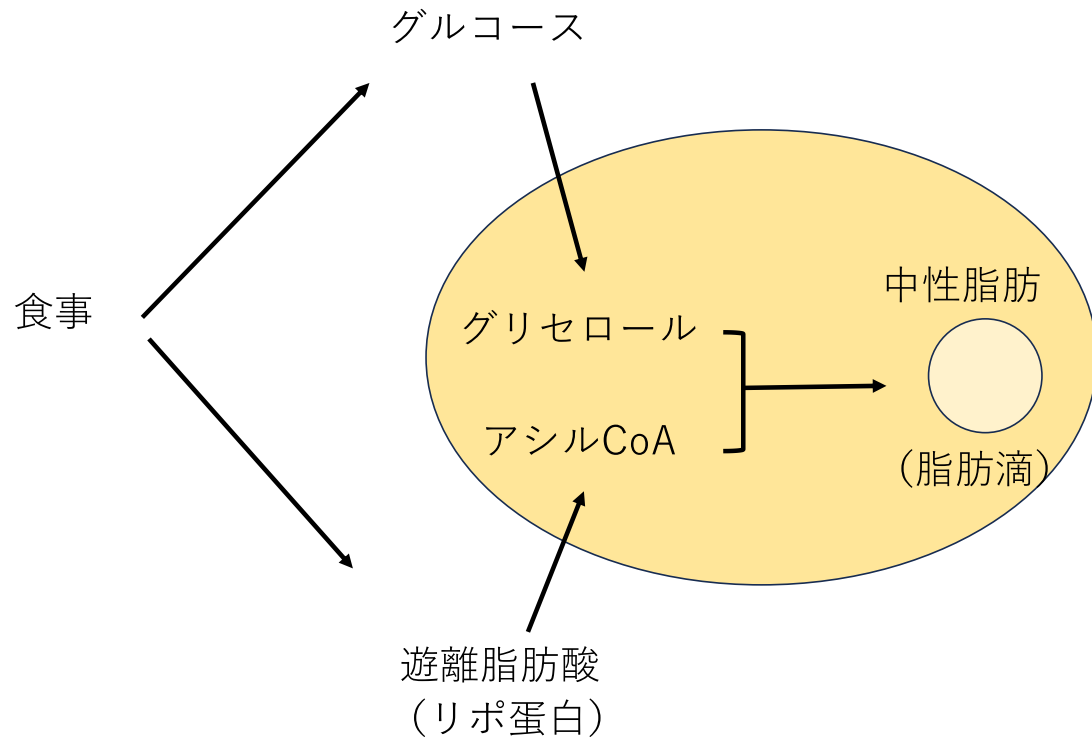 グルコース
食事
グリセロール
アシルCoA
中性脂肪
（脂肪滴）
遊離脂肪酸
（リポ蛋白）